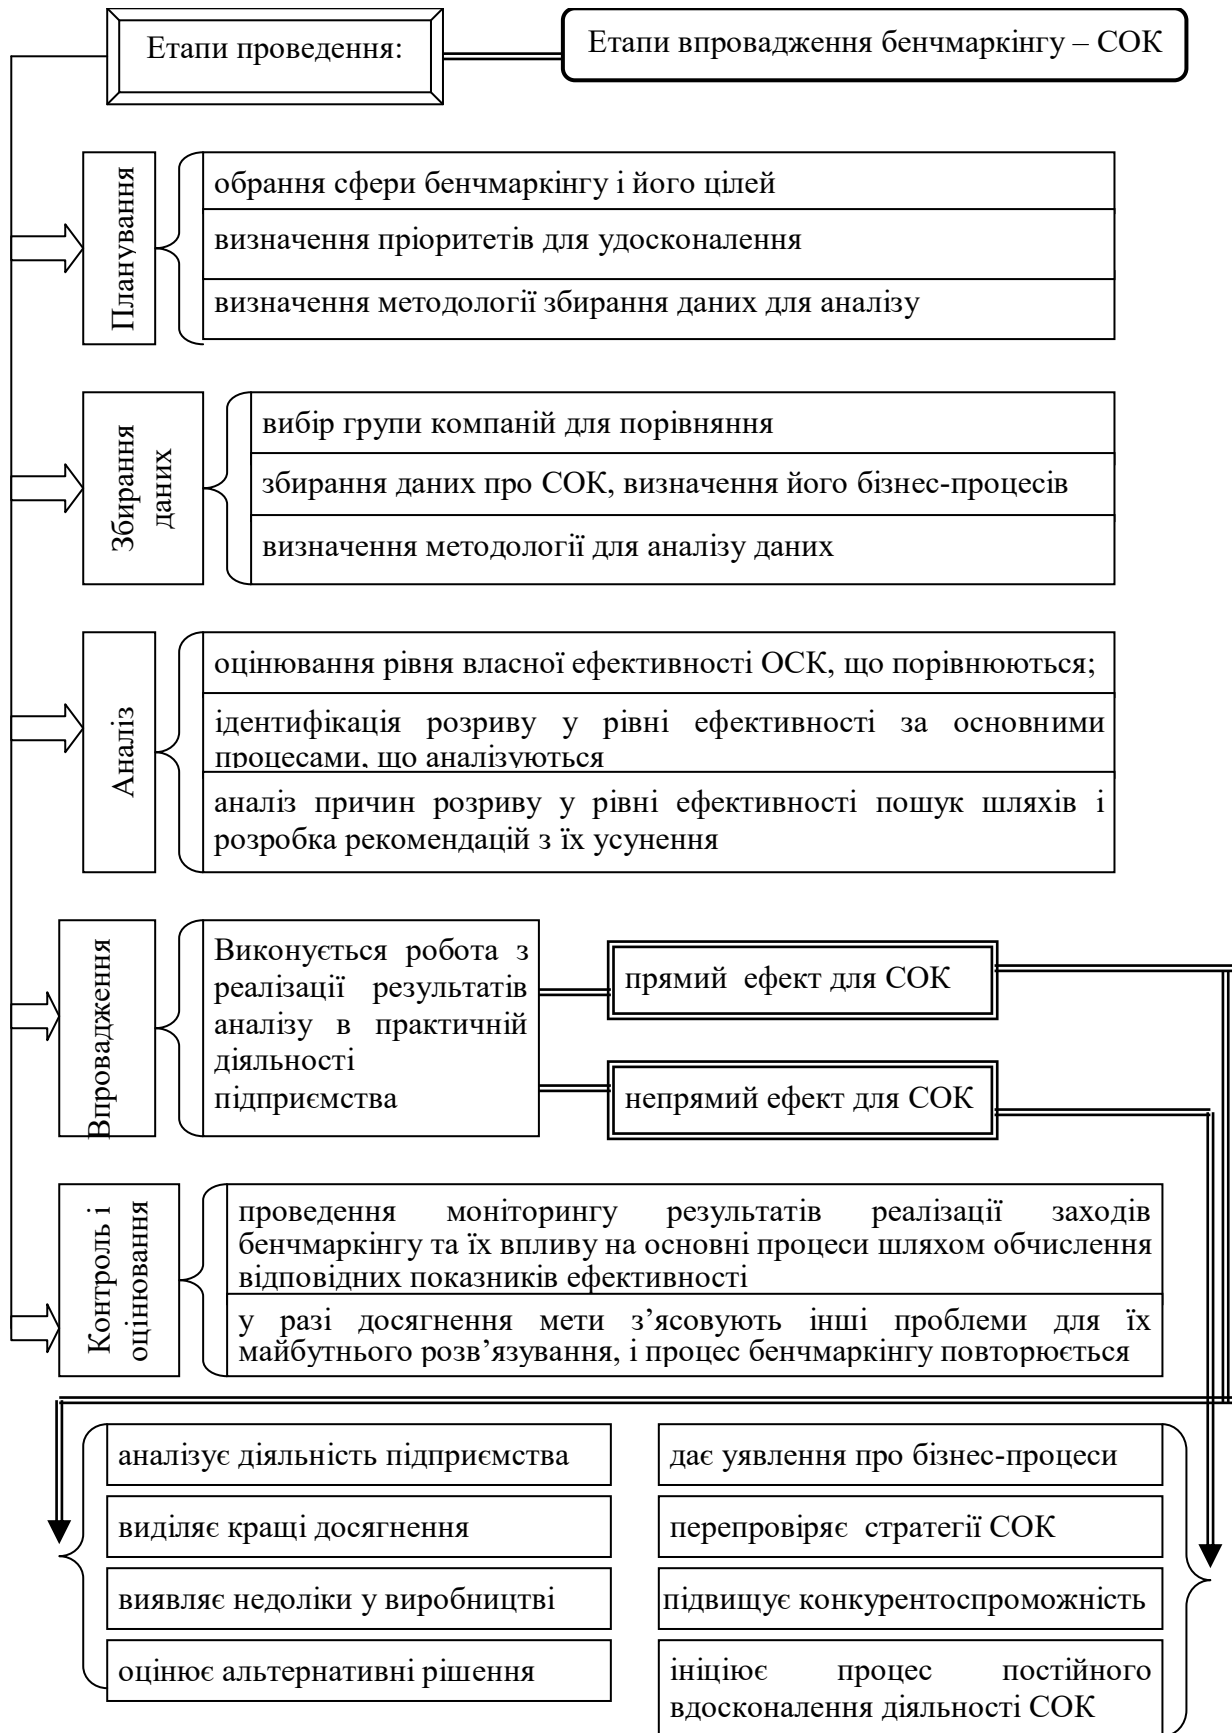 Етапи проведення:
Етапи впровадження бенчмаркінгу – СОК
Планування
обрання сфери бенчмаркінгу і його цілей
визначення пріоритетів для удосконалення
визначення методології збирання даних для аналізу
Збирання
даних
вибір групи компаній для порівняння
збирання даних про СОК, визначення його бізнес-процесів
визначення методології для аналізу даних
Аналіз
оцінювання рівня власної ефективності ОСК, що порівнюються;
ідентифікація розриву у рівні ефективності за основними
процесами, що аналізуються
аналіз причин розриву у рівні ефективності пошук шляхів і
розробка рекомендацій з їх усунення
Впровадження
Виконується робота з
реалізації результатів
аналізу в практичній
діяльності
підприємства
прямий ефект для СОК
непрямий ефект для СОК
Контроль і
оцінювання
проведення моніторингу результатів реалізації заходів
бенчмаркінгу та їх впливу на основні процеси шляхом обчислення
відповідних показників ефективності
у разі досягнення мети з’ясовують інші проблеми для їх
майбутнього розв’язування, і процес бенчмаркінгу повторюється
аналізує діяльність підприємства
виділяє кращі досягнення
виявляє недоліки у виробництві
оцінює альтернативні рішення
дає уявлення про бізнес-процеси
перепровіряє стратегії СОК
підвищує конкурентоспроможність
ініціює процес постійного
вдосконалення діяльності СОК